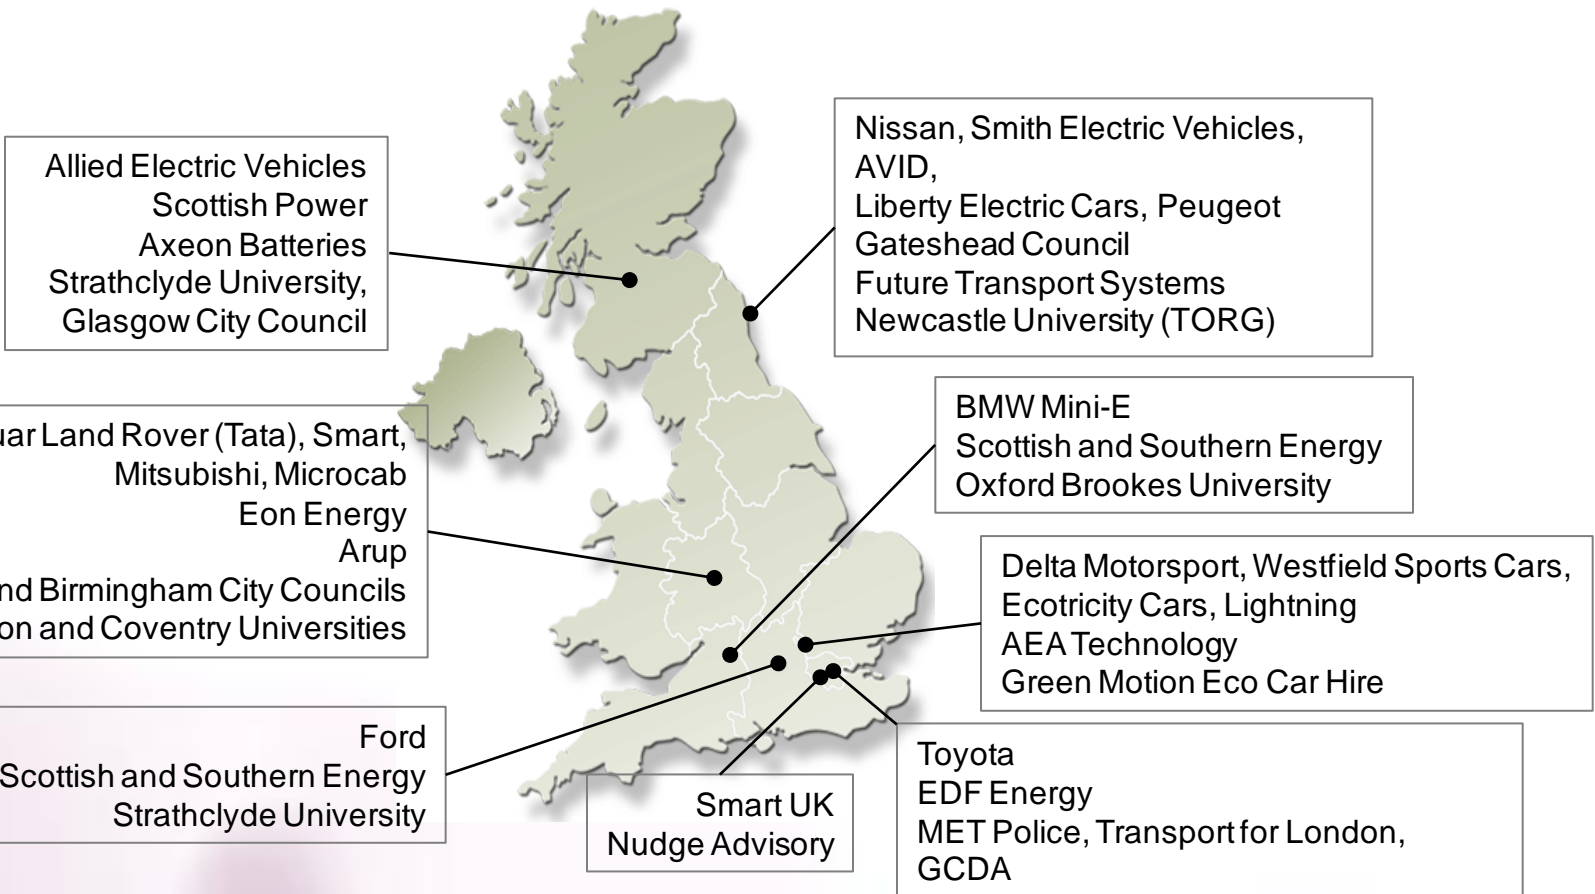 Allied Electric Vehicles
Scottish Power
Axeon Batteries
Strathclyde University,
Glasgow City Council
Nissan, Smith Electric Vehicles,
AVID,
Liberty Electric Cars, Peugeot
Gateshead Council
Future Transport Systems
Newcastle University (TORG)
Land Rover (Tata), Smart,
Mitsubishi, Microcab
Eon Energy
Arup
Birmingham City Councils
and Coventry Universities
BMW Mini-E
Scottish and Southern Energy
Oxford Brookes University
Delta Motorsport, Westfield Sports Cars,
Ecotricity Cars, Lightning
AEA Technology
Green Motion Eco Car Hire
Ford
Scottish and Southern Energy
Strathclyde University
Smart UK
Nudge Advisory
Toyota
EDF Energy
MET Police, Transport for London,
GCDA